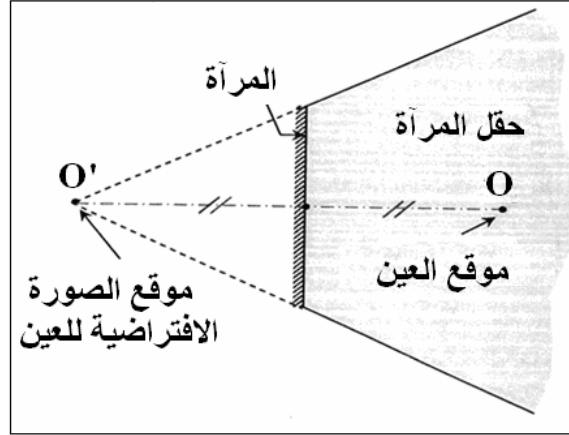 المرآة
حقل المرآة
O'
O
موقع العين
موقع الصورة
الافتراضية للعين